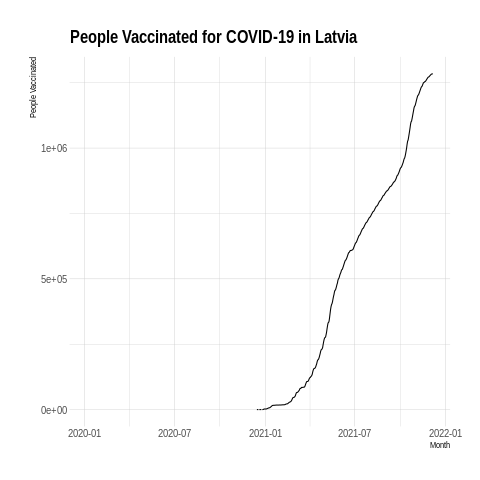 People Vaccinated for COVID-19 in Latvia
People Vaccinated
1e+06
5e+05
0e+00
2020-01
2020-07
2021-01
2021-07
2022-01
Month